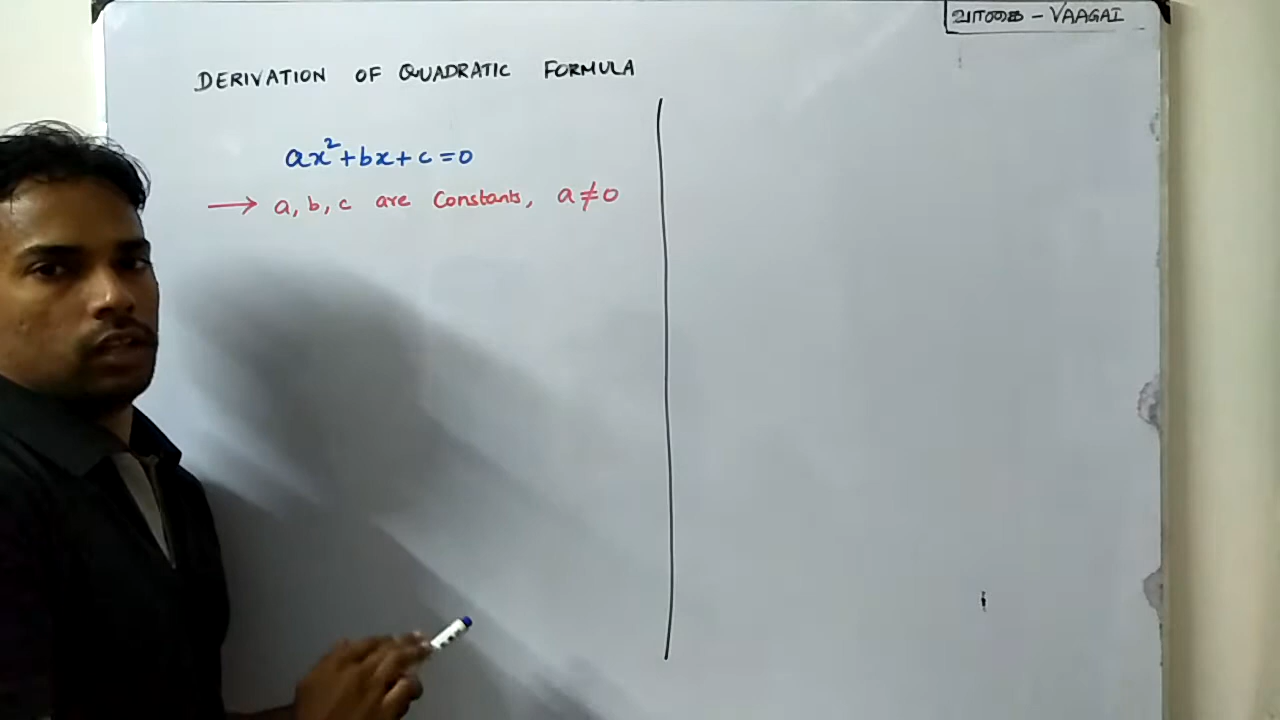 வாகை - VAAGAI
DERIVATION OF QUADRATIC FORMULA
ax²+bx+c=0
→ a, b, c are Constants, a≠0